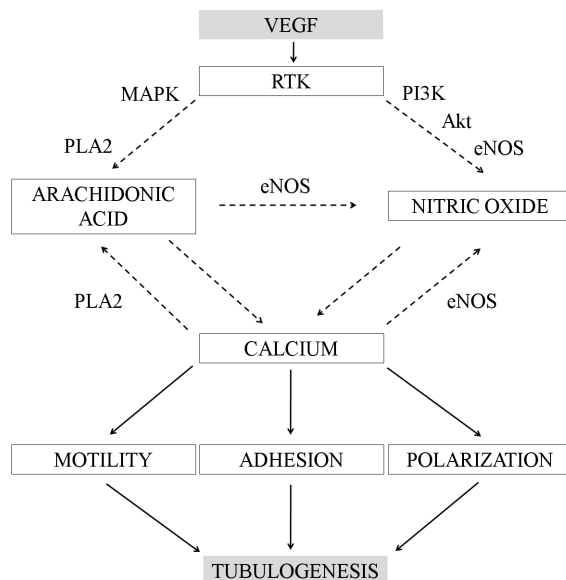 VEGF
RTK
MAPK
PI3K
Akt
PLA2
eNOS
ARACHIDONIC
ACID
eNOS
NITRIC OXIDE
PLA2
eNOS
CALCIUM
MOTILITY
ADHESION
POLARIZATION
TUBULOGENESIS